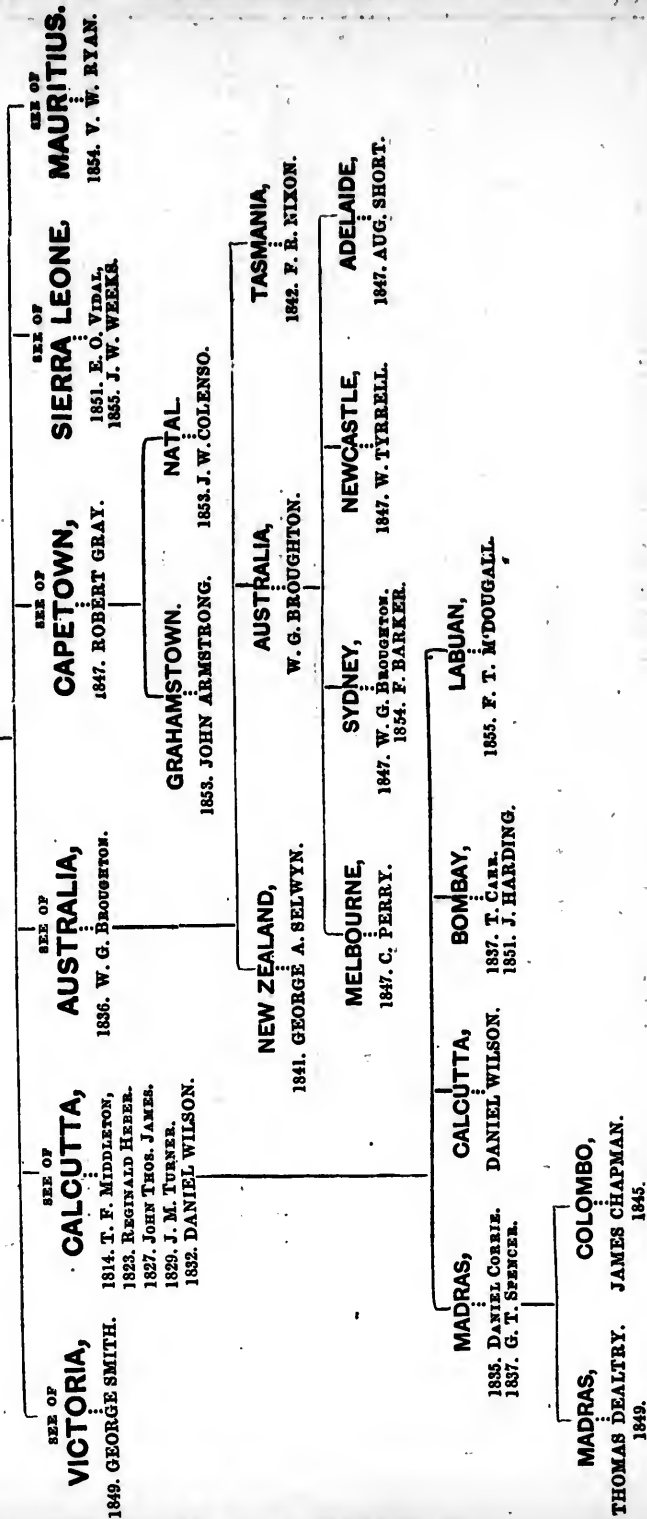 SEE OF
VICTORIA,
1849. GEORGE SMITH.
SEE OF
CALCUTTA,
1814. T. F. MIDDLETON,
1823. REGINALD HEBER.
1827. JOHN THOS. JAMES.
1829. J. M. TURNER.
1832. DANIEL WILSON.
SEE OF
AUSTRALIA,
1836. W. G. BROUGHTON.
SEE OF
CAPETOWN,
1847. ROBERT GRAY.
SEE OF
SIERRA LEONE,
1851. E. O. VIDAL,
1855. J. W. WEEKS.
SEE OF
MAURITIUS.
1854. V. W. RYAN.
GRAHAMSTOWN.
1853. JOHN ARMSTRONG.
NATAL.
1853. J. W. COLENSO.
NEW ZEALAND,
1841. GEORGE A. SELWYN.
AUSTRALIA,
W. G. BROUGHTON.
TASMANIA,
1842. F. R. NIXON.
MELBOURNE,
1847. C. PERRY.
SYDNEY,
1847. W. G. BROUGHTON.
1854. F. BARKER.
NEWCASTLE,
1847. W. TYRRELL.
ADELAIDE,
1847. AUG. SHORT.
MADRAS,
1835. DANIEL CORRIE.
1837. G. T. SPENCER.
CALCUTTA,
DANIEL WILSON.
BOMBAY,
1837. T. CARR.
1851. J. HARDING.
LABUAN,
1855. F. T. M'DOUGALL.
MADRAS,
THOMAS DEALTRY.
1849.
COLOMBO,
JAMES CHAPMAN.
1845.